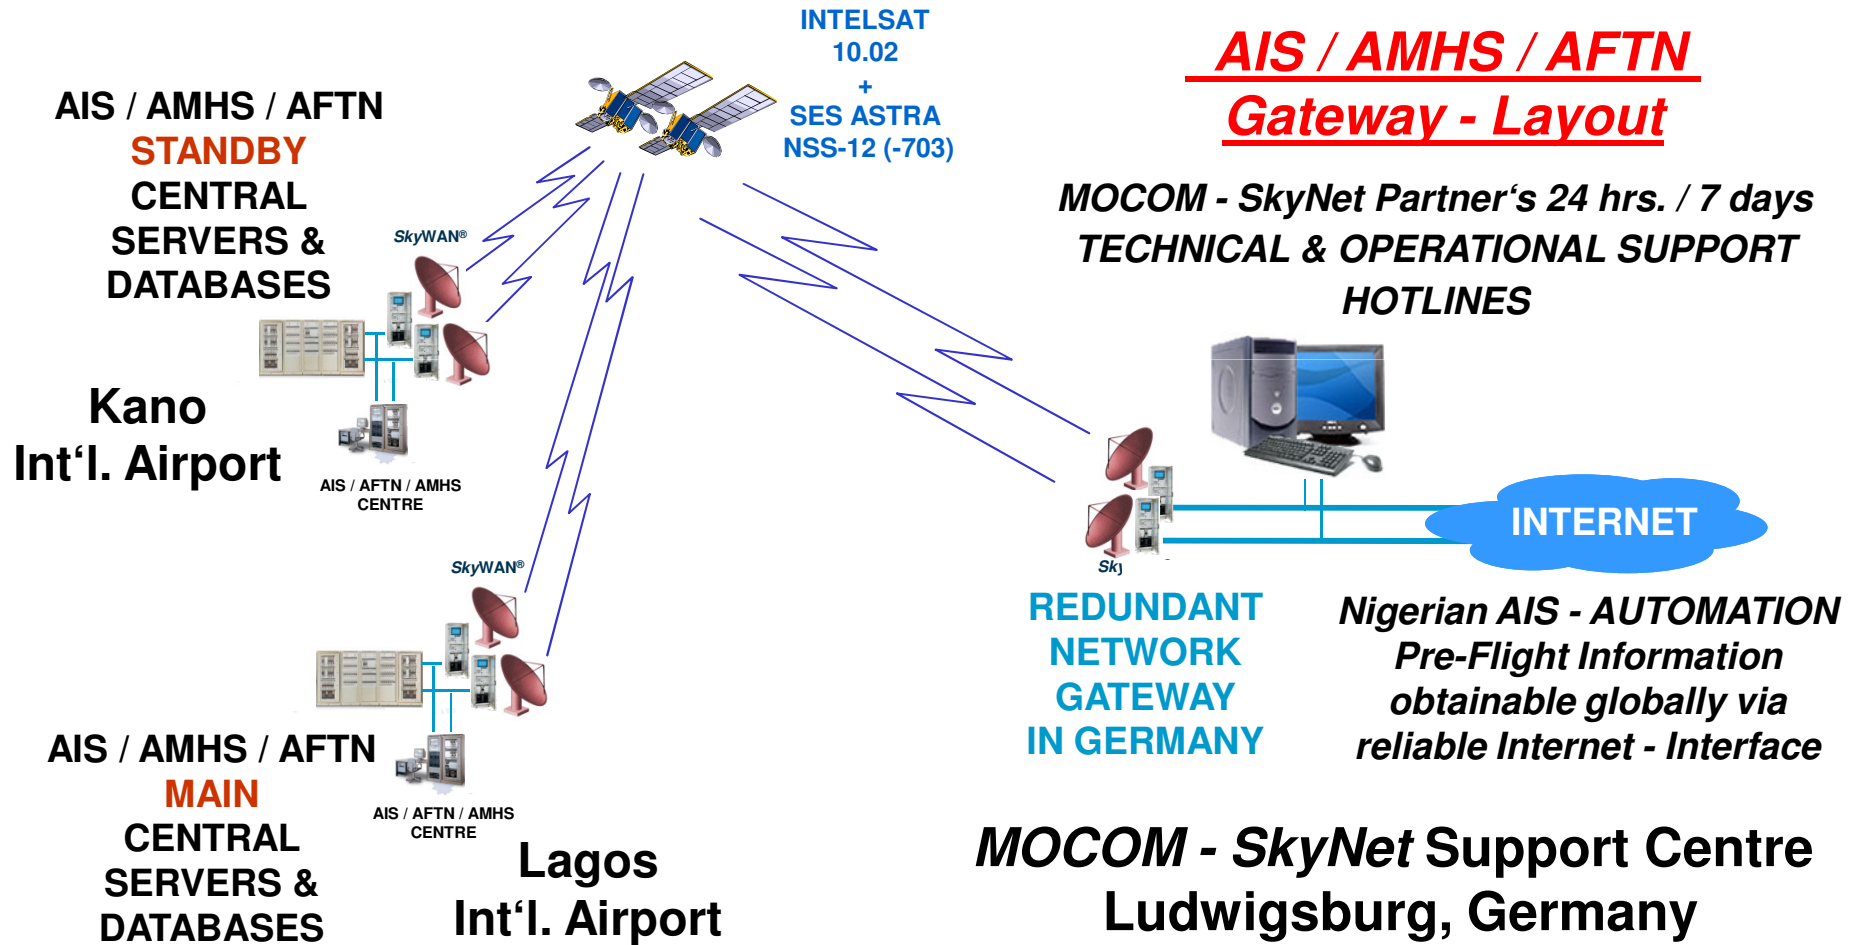 INTELSAT
10.02
+
SES ASTRA
NSS-12 (-703)
AIS / AMHS / AFTN
Gateway - Layout
AIS / AMHS / AFTN
STANDBY
CENTRAL
SERVERS &
DATABASES
SkyWAN®
MOCOM - SkyNet Partner‘s 24 hrs. / 7 days
TECHNICAL & OPERATIONAL SUPPORT
HOTLINES
Kano
Int‘l. Airport
AIS / AFTN / AMHS
CENTRE
INTERNET
SkyWAN®
Sky
REDUNDANT
NETWORK
GATEWAY
IN GERMANY
Nigerian AIS - AUTOMATION
Pre-Flight Information
obtainable globally via
reliable Internet - Interface
AIS / AMHS / AFTN
MAIN
CENTRAL
SERVERS &
DATABASES
AIS / AFTN / AMHS
CENTRE
Lagos
Int‘l. Airport
MOCOM - SkyNet Support Centre
Ludwigsburg, Germany